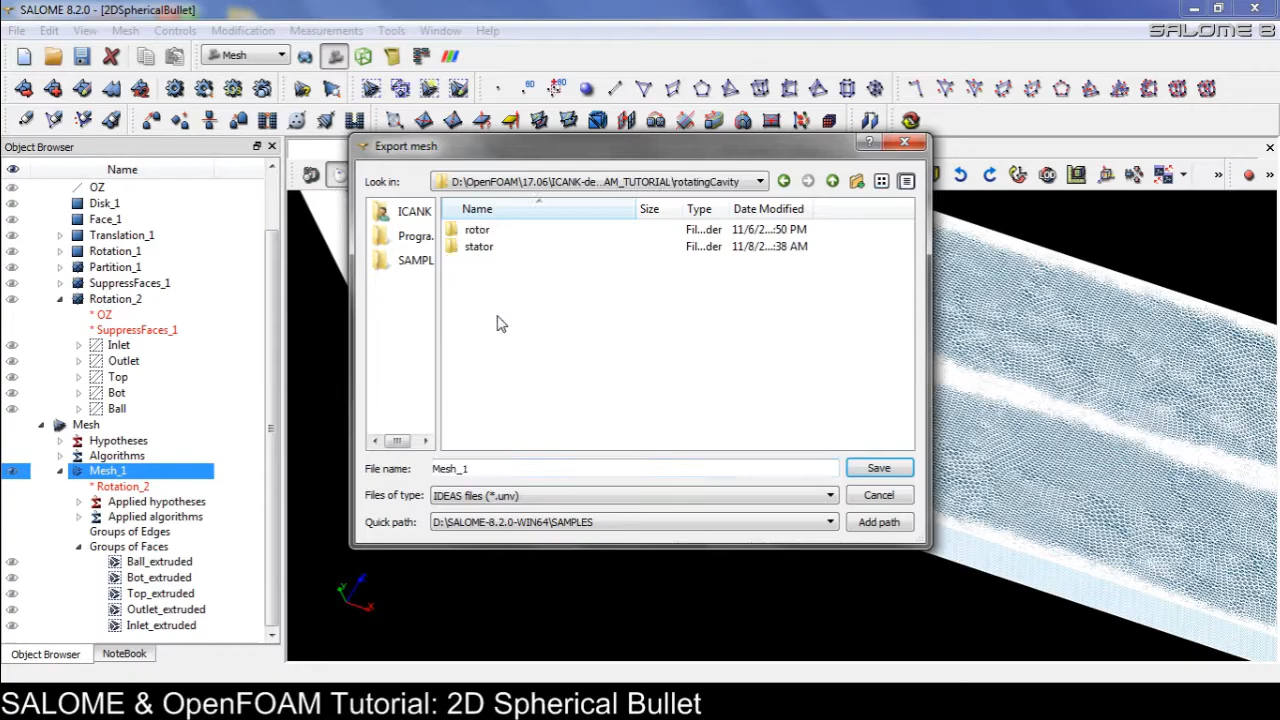 SALOME 8.2.0 - [2DSphericalBullet]
File Edit View Mesh Controls Modification Measurements Tools Window Help
SALOME 8
Mesh
Object Browser
Name
OZ
Disk_1
Face_1
Translation_1
Rotation_1
Partition_1
SuppressFaces_1
Rotation_2
* OZ
* SuppressFaces_1
Inlet
Outlet
Top
Bot
Ball
Mesh
Hypotheses
Algorithms
Mesh_1
* Rotation_2
Applied hypotheses
Applied algorithms
Groups of Edges
Groups of Faces
Ball_extruded
Bot_extruded
Top_extruded
Outlet_extruded
Inlet_extruded
Object Browser NoteBook
Export mesh
Look in: D:\OpenFOAM\17.06\ICANK-de...AM_TUTORIAL\rotatingCavity
ICANK
Progra.
SAMPL
Name Size Type Date Modified
rotor Fil...der 11/6/2...:50 PM
stator Fil...der 11/8/2...:38 AM
File name: Mesh_1 Save
Files of type: IDEAS files (*.unv) Cancel
Quick path: D:\SALOME-8.2.0-WIN64\SAMPLES Add path
Y Z X
SALOME & OpenFOAM Tutorial: 2D Spherical Bullet